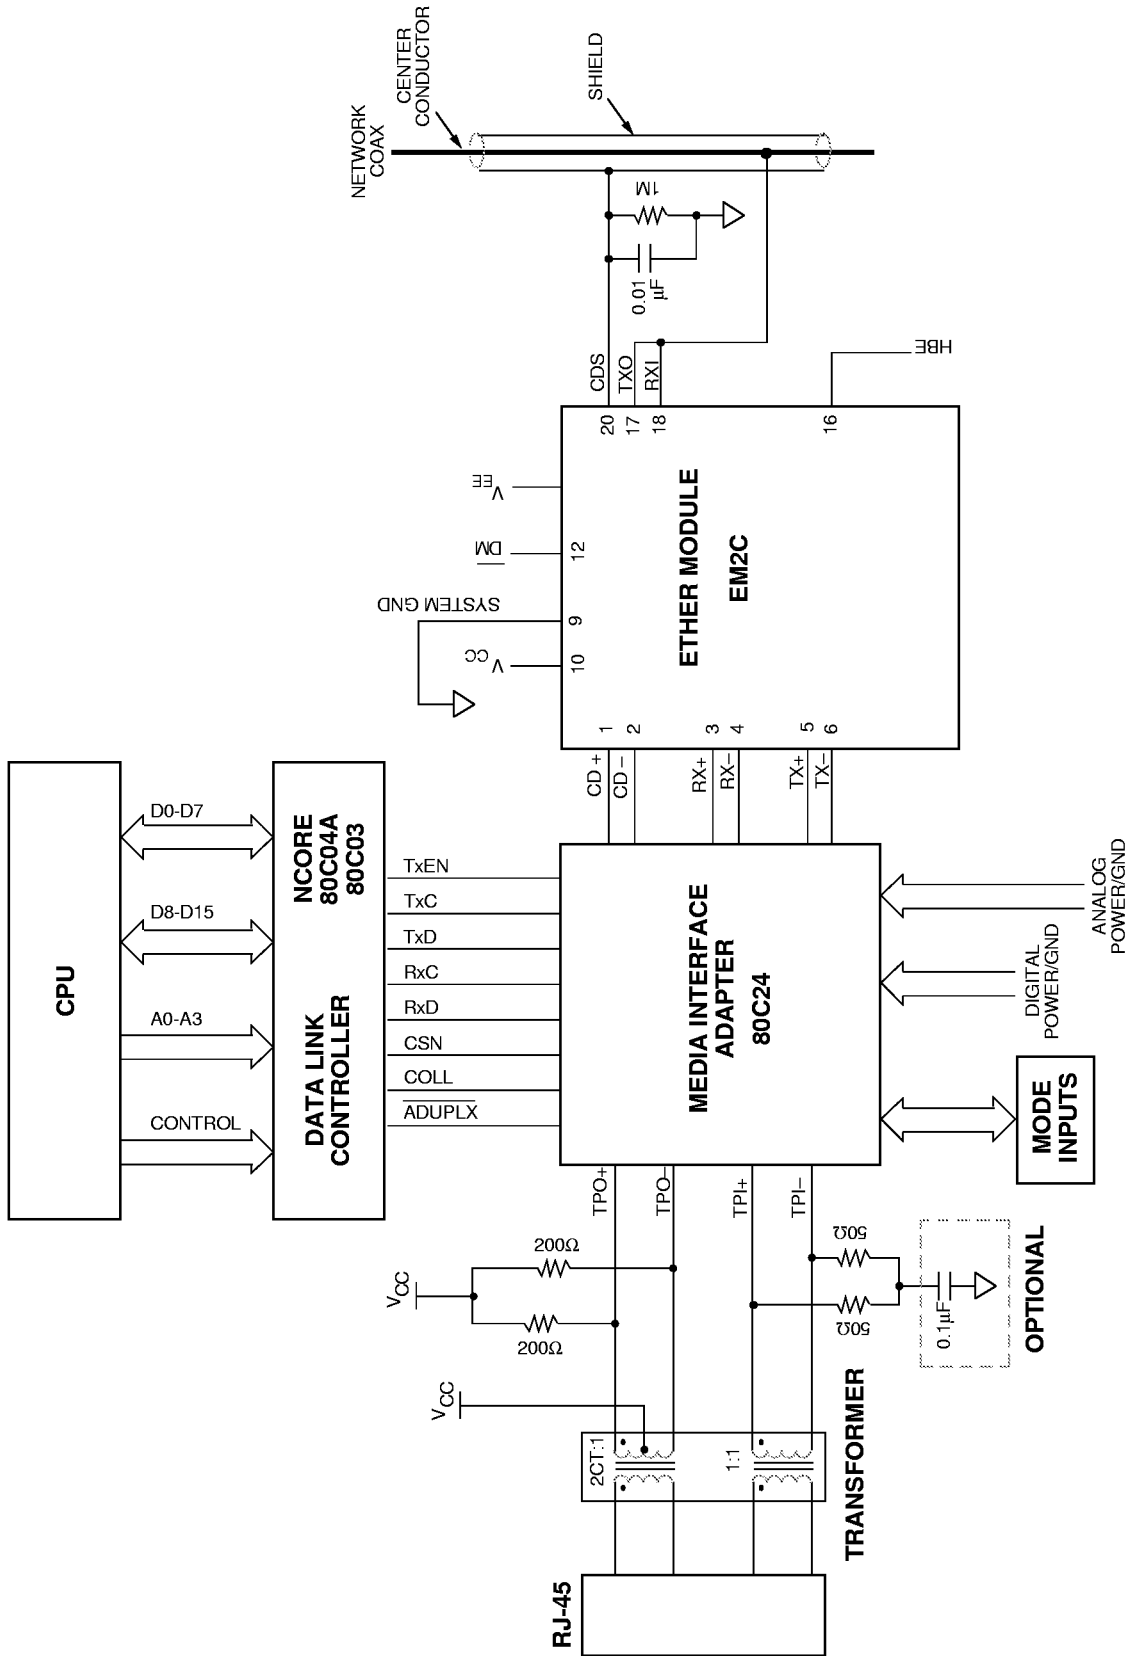 NETWORK
COAX
CENTER
CONDUCTOR
SHIELD
1M
0.01
µF
CDS
TXO
RXI
HBE
20
17
18
16
VEE
DM
SYSTEM GND
VCC
12
9
10
ETHER MODULE
EM2C
1
2
3
4
5
6
CD +
CD –
RX+
RX–
TX+
TX–
CPU
D0-D7
D8-D15
A0-A3
CONTROL
NCORE
80C04A
80C03
DATA LINK
CONTROLLER
TxEN
TxC
TxD
RxC
RxD
CSN
COLL
ADUPLX
MEDIA INTERFACE
ADAPTER
80C24
ANALOG
POWER/GND
DIGITAL
POWER/GND
MODE
INPUTS
TPO+
TPO–
TPI+
TPI–
200Ω
200Ω
VCC
VCC
50Ω
50Ω
0.1µF
OPTIONAL
2CT:1
1:1
TRANSFORMER
RJ-45